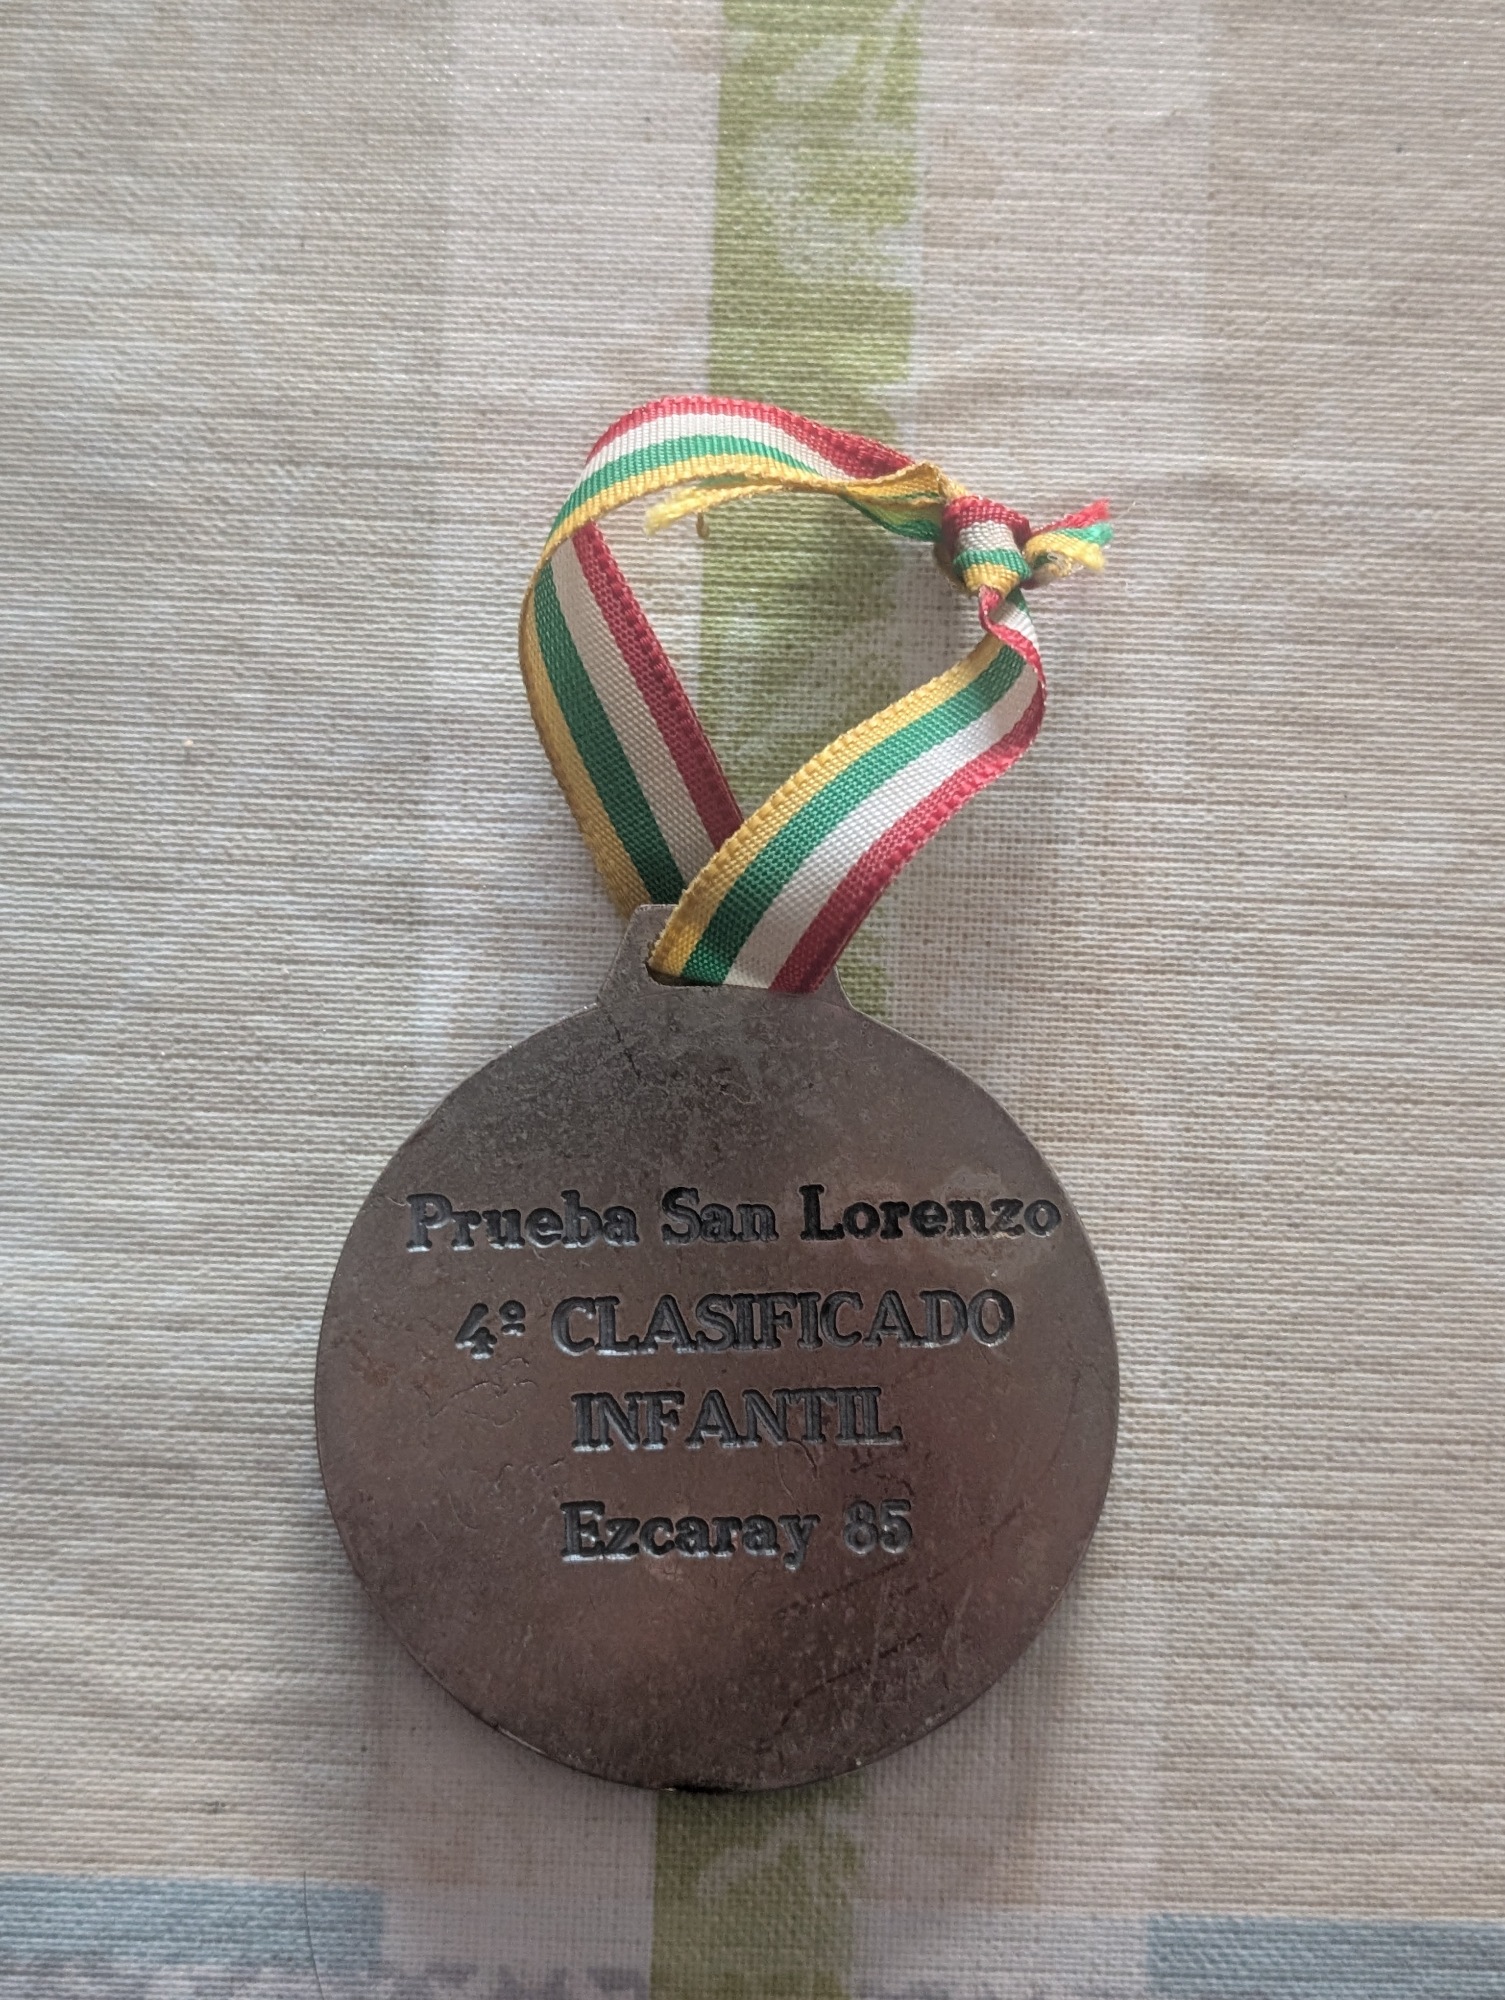 Prueba San Lorenzo
4º CLASIFICADO
INFANTIL
Ezcaray 85